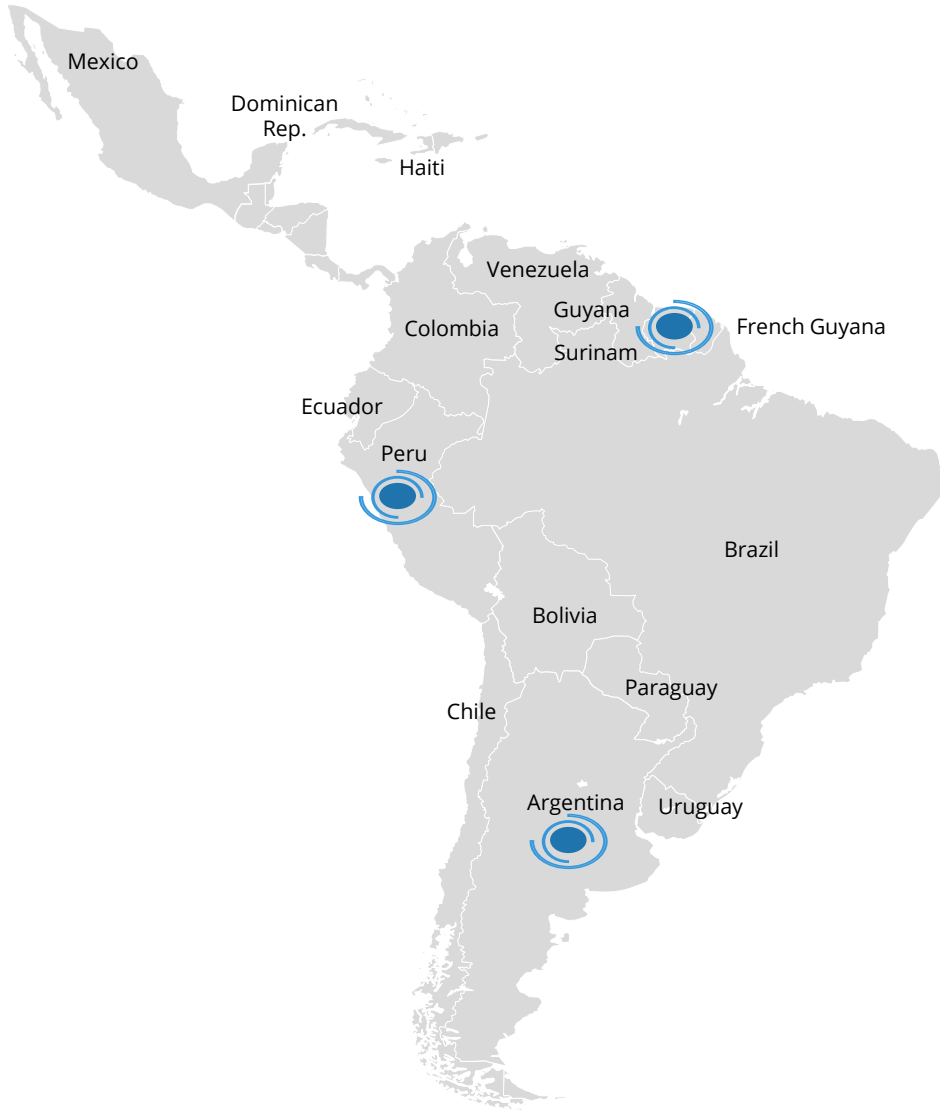 Mexico
Dominican
Rep.
Haiti
Venezuela
Guyana
French Guyana
Colombia
Surinam
Ecuador
Peru
Brazil
Bolivia
Paraguay
Chile
Argentina
Uruguay